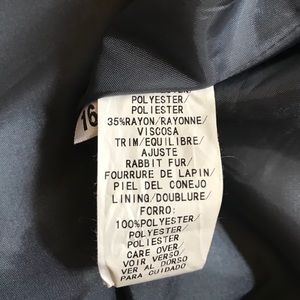 16
POLYESTER/
POLIESTER
35%RAYON/RAYONNE/
VISCOSA
TRIM/EQUILIBRE/
AJUSTE
RABBIT FUR/
FOURRURE DE LAPIN/
PIEL DEL CONEJO
LINING/DOUBLURE/
FORRO:
100%POLYESTER/
POLYESTER/
POLIESTER
CARE OVER/
VOIR VERSO/
VER AL DORSO
PARA CUIDADO